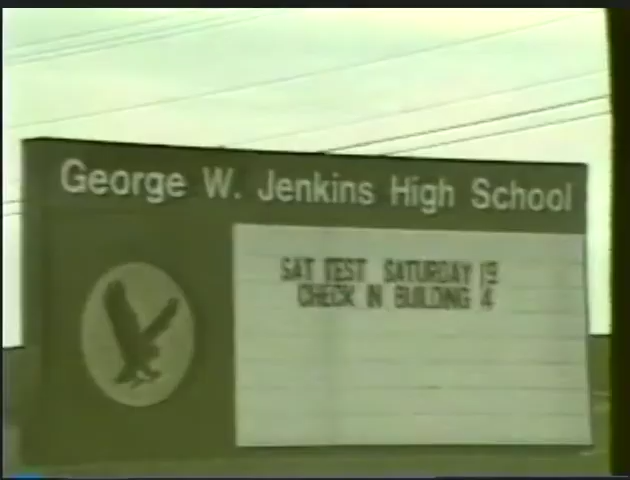 George W. Jenkins High School
SAT TEST SATURDAY 19
CHECK IN BUILDING 4